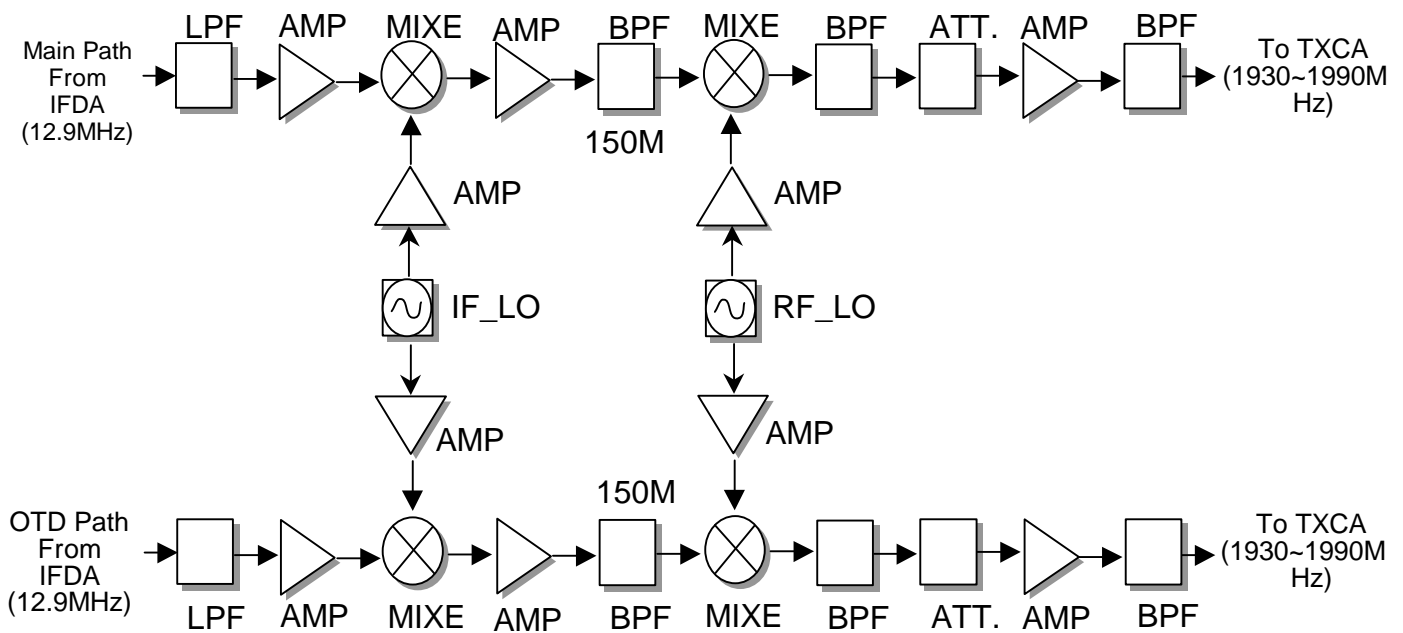 LPF AMP MIXE AMP BPF MIXE BPF ATT. AMP BPF
Main Path
From
IFDA
(12.9MHz)
To TXCA
(1930~1990M
Hz)
150M
AMP AMP
IF_LO RF_LO
AMP AMP
150M
OTD Path
From
IFDA
(12.9MHz)
To TXCA
(1930~1990M
Hz)
LPF AMP MIXE AMP BPF MIXE BPF ATT. AMP BPF